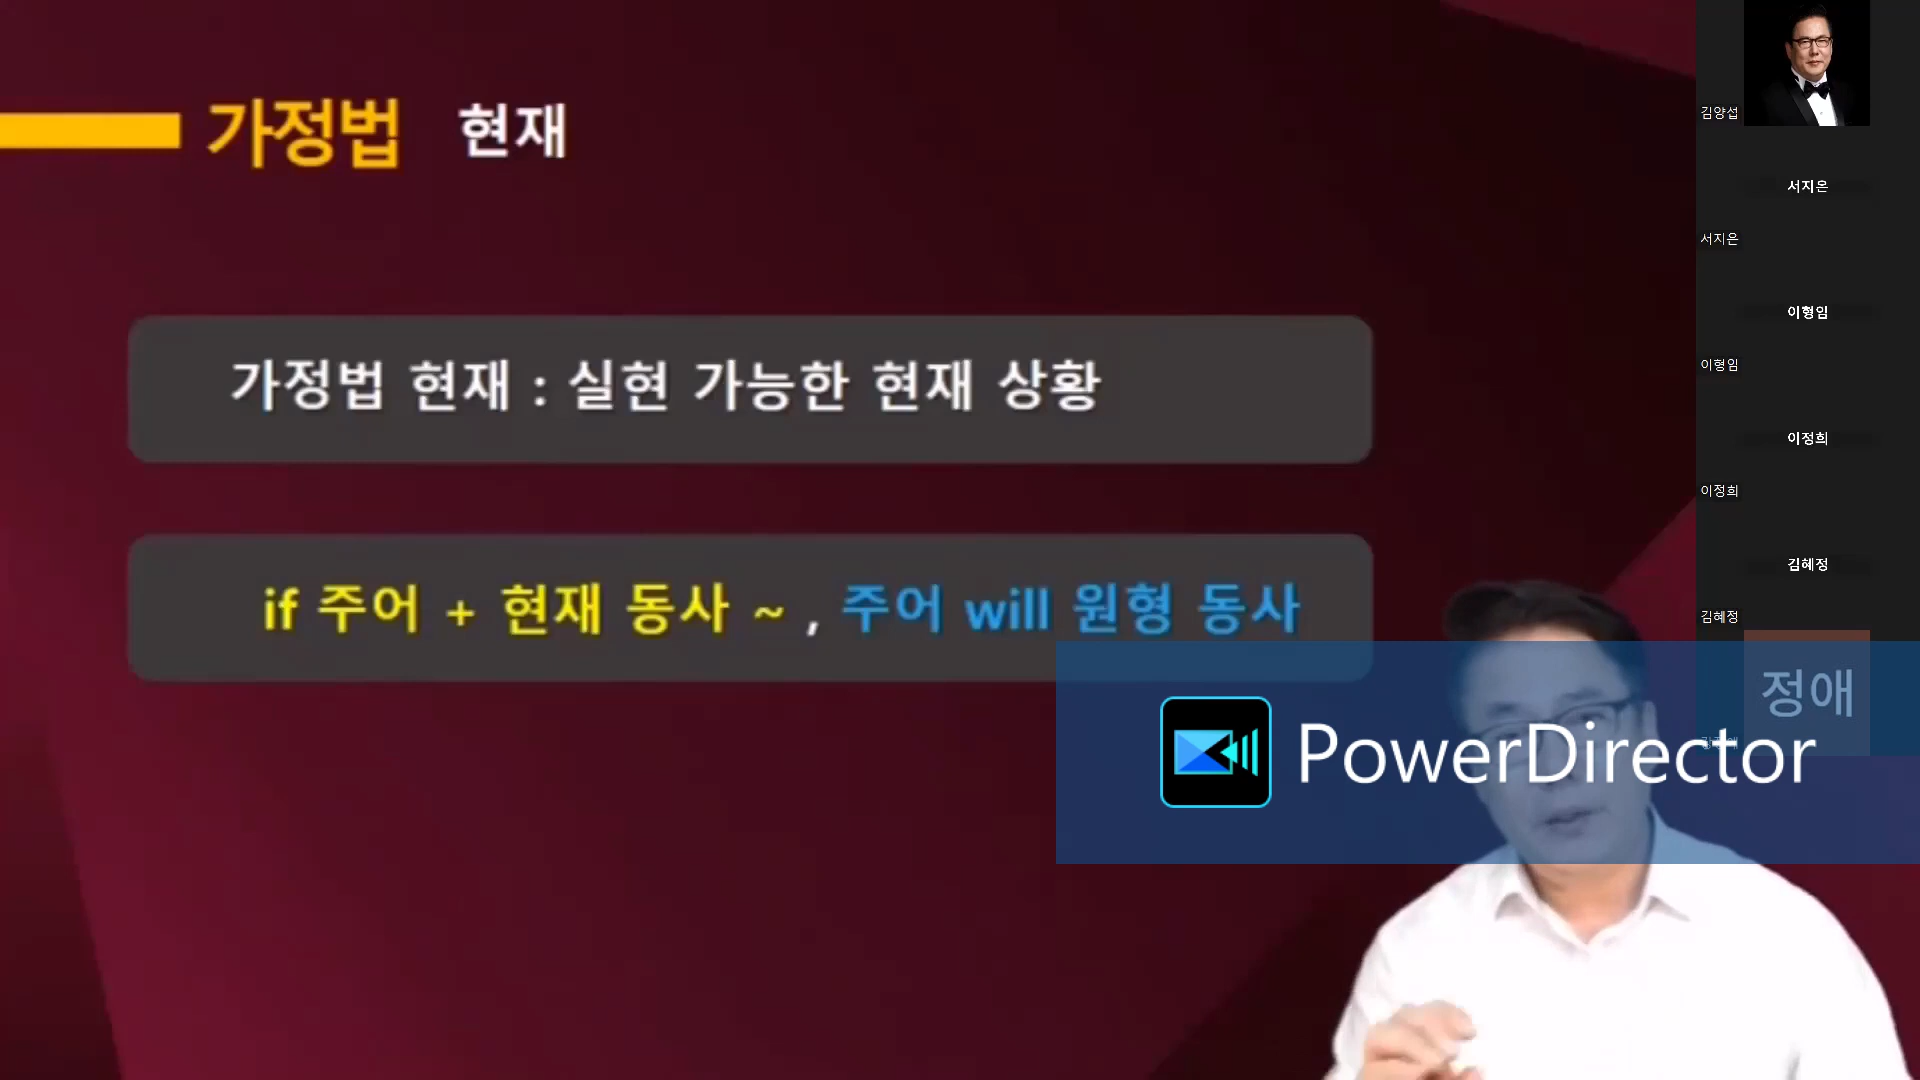 가정법 현재
가정법 현재 : 실현 가능한 현재 상황
if 주어 + 현재 동사 ~ , 주어 will 원형 동사
PowerDirector
김양섭
서지은
서지은
이형임
이형임
이정희
이정희
김혜정
김혜정
정애